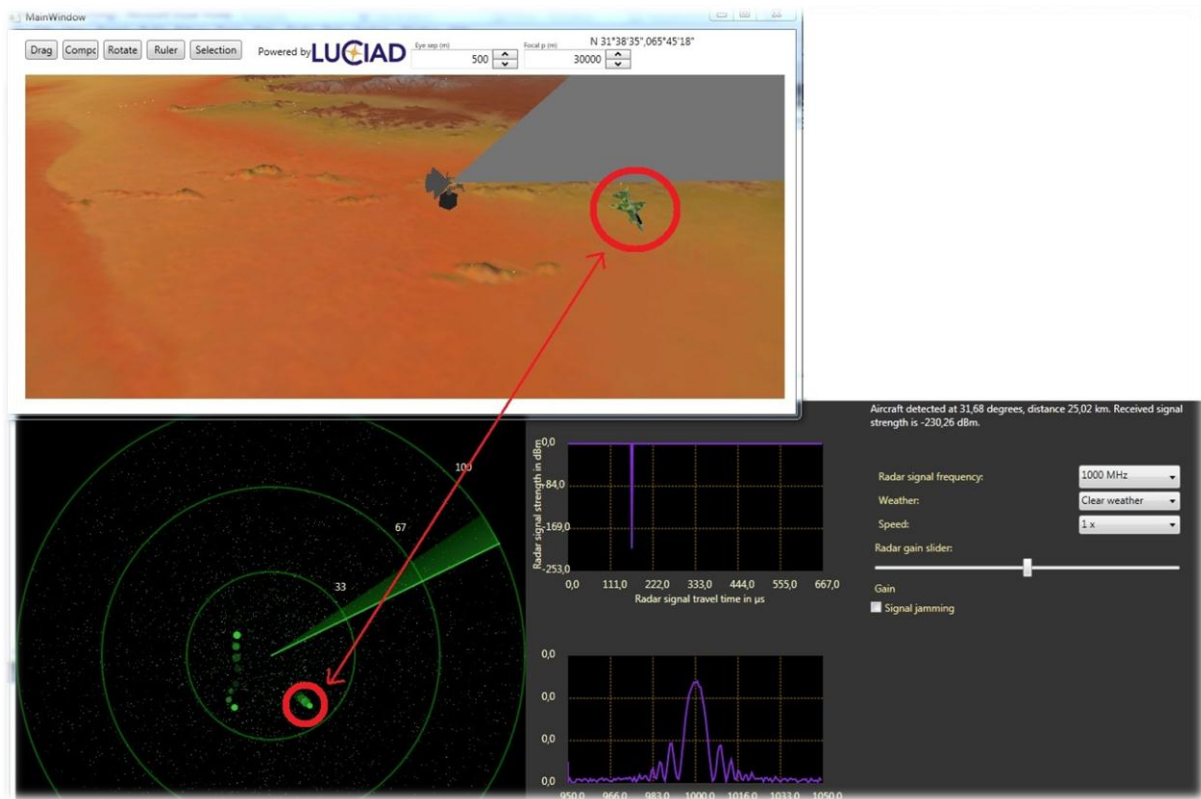 MainWindow
Drag
Compc
Rotate
Ruler
Selection
Powered by LUCIAD
Eye sep (m)
500
Focal p (m)
30000
N 31°38'35",065°45'18"
100
67
33
Radar signal strength in dBm
0,0
-84,0
-169,0
-253,0
0,0 111,0 222,0 333,0 444,0 555,0 667,0
Radar signal travel time in µs
0,0
0,0
0,0
0,0
950,0 966,0 983,0 1000,0 1016,0 1033,0 1050,0
Aircraft detected at 31,68 degrees, distance 25,02 km. Received signal
strength is -230,26 dBm.
Radar signal frequency:
1000 MHz
Weather:
Clear weather
Speed:
1 x
Radar gain slider:
Gain
Signal jamming